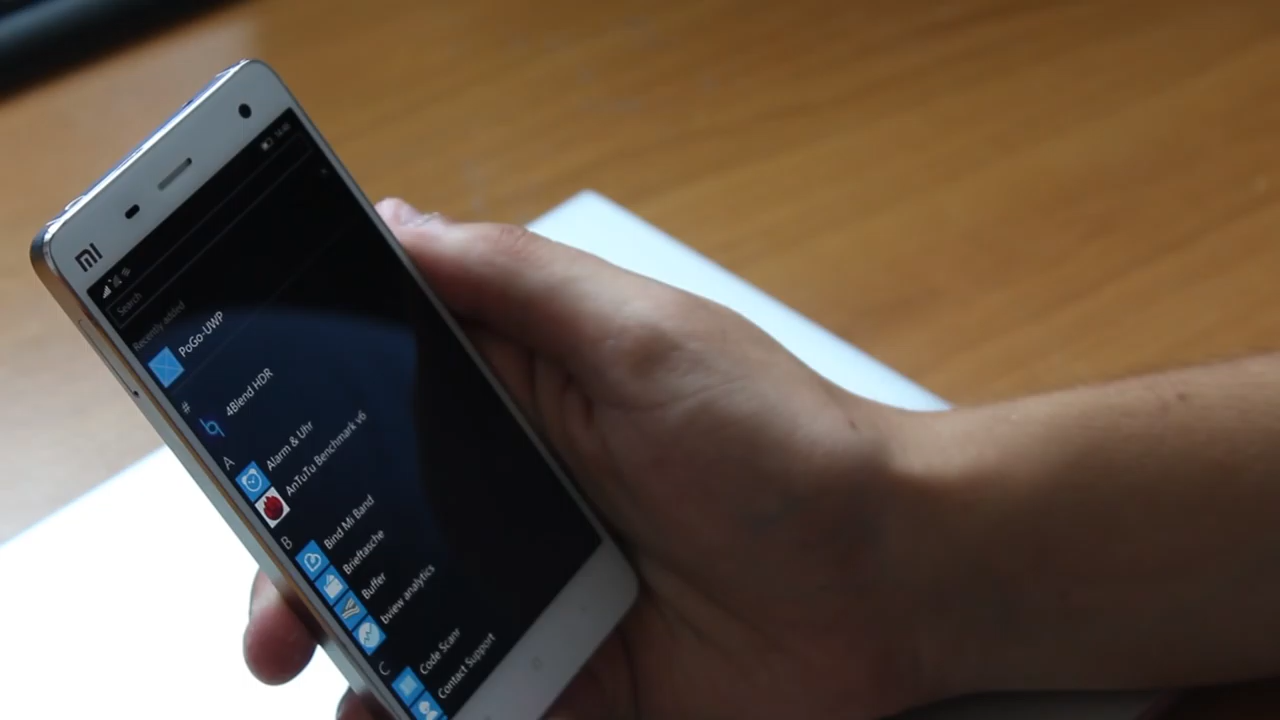 MI
Search
Recently added
PoGo-UWP
#
4Blend HDR
A
Alarm & Uhr
AnTuTu Benchmark v6
B
Bind Mi Band
Brieftasche
Buffer
bview analytics
C
Code Scanr
Contact Support